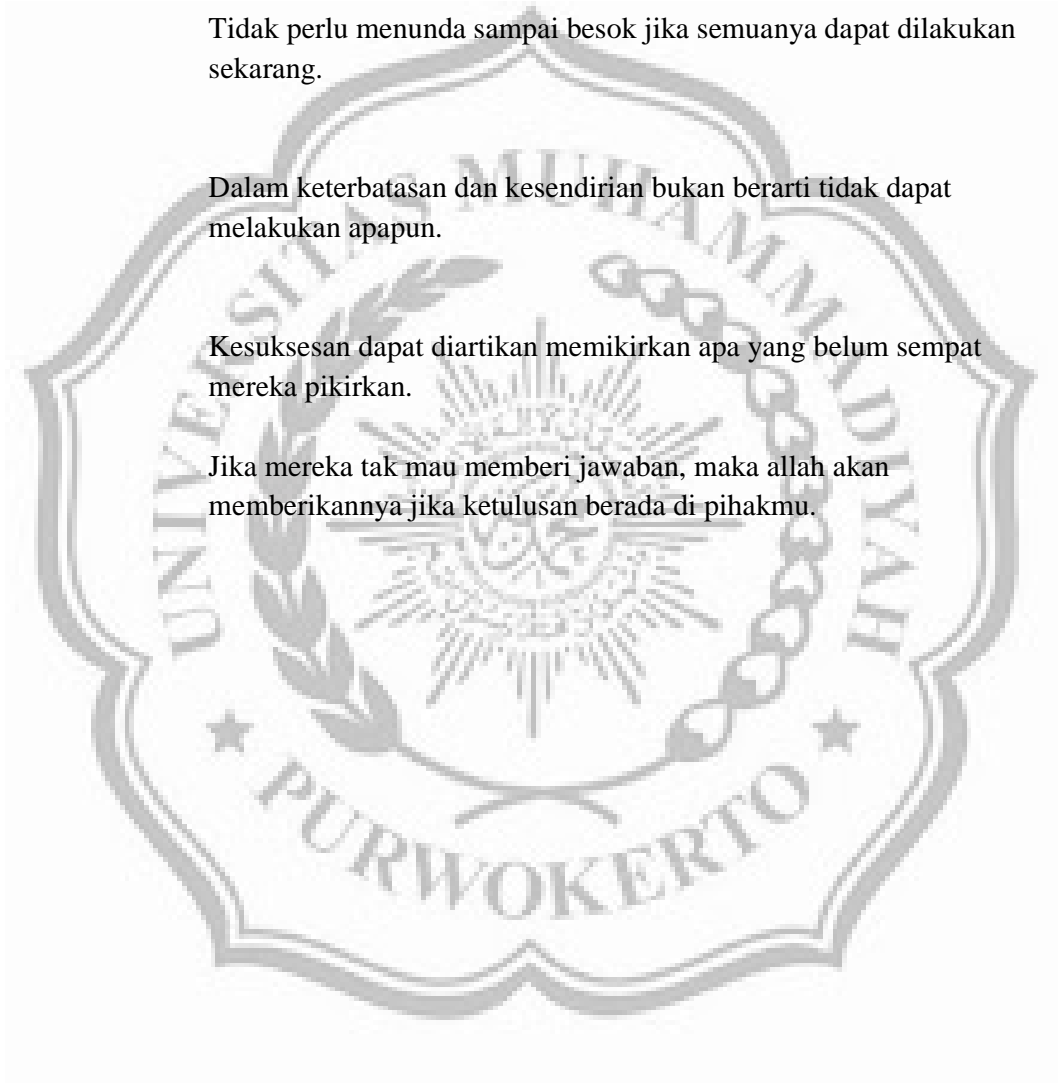 Tidak perlu menunda sampai besok jika semuanya dapat dilakukan
sekarang.
Dalam keterbatasan dan kesendirian bukan berarti tidak dapat
melakukan apapun.
Kesuksesan dapat diartikan memikirkan apa yang belum sempat
mereka pikirkan.
Jika mereka tak mau memberi jawaban, maka allah akan
memberikannya jika ketulusan berada di pihakmu.
UNIVERSITAS MUHAMMADIYAH
PURWOKERTO